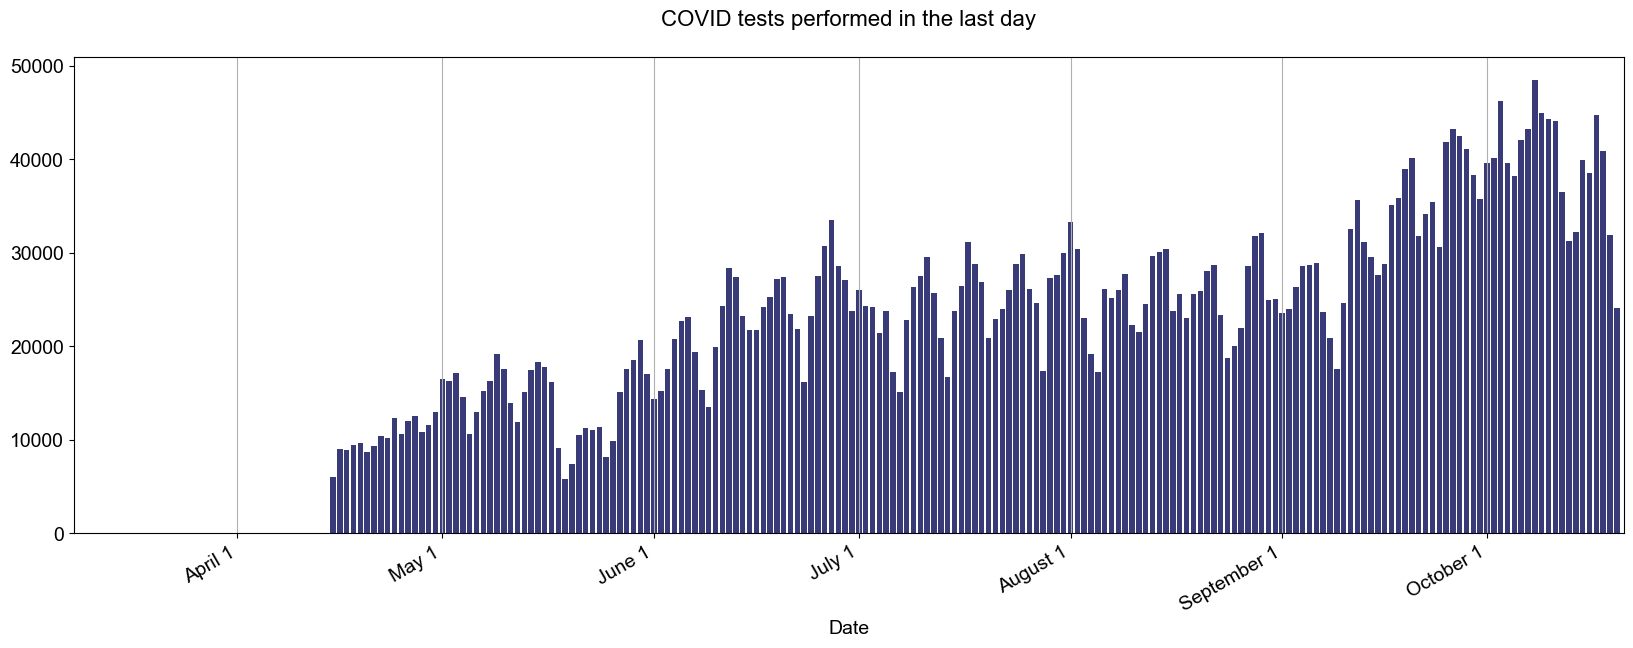 COVID tests performed in the last day
50000
40000
30000
20000
10000
0
April 1
May 1
June 1
July 1
August 1
September 1
October 1
Date